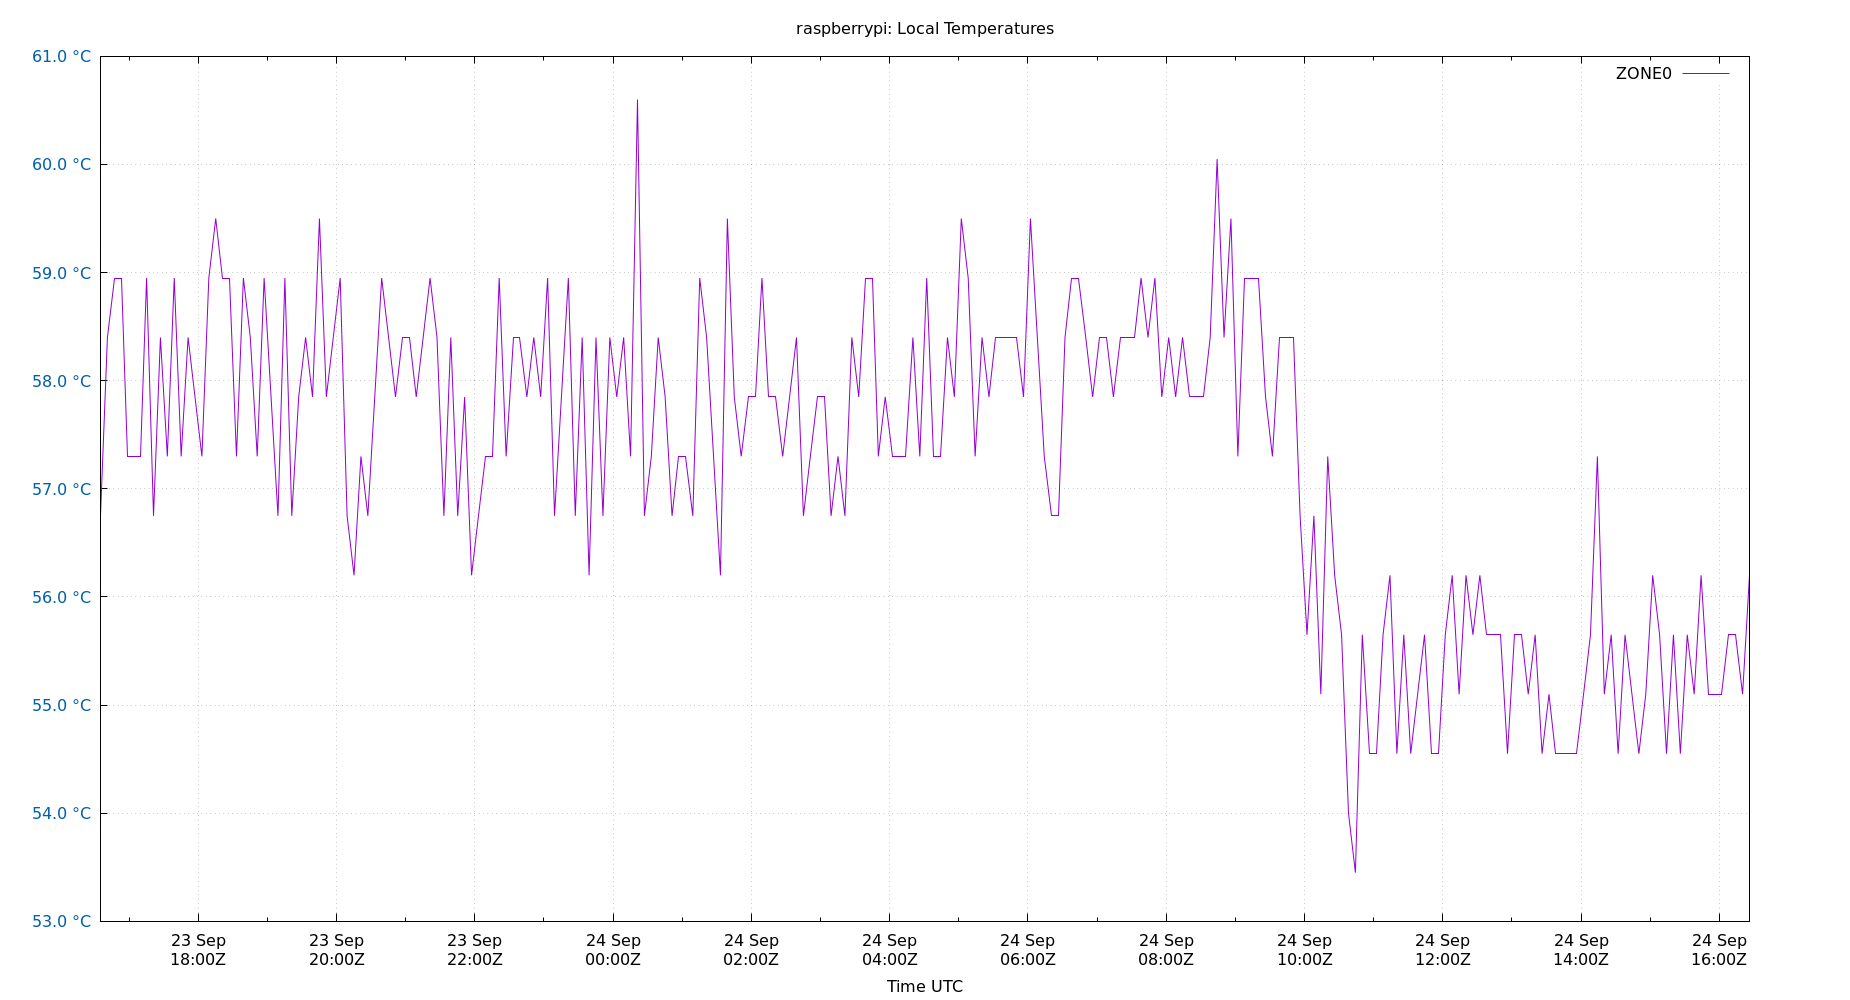 raspberrypi: Local Temperatures
61.0 °C
60.0 °C
59.0 °C
58.0 °C
57.0 °C
56.0 °C
55.0 °C
54.0 °C
53.0 °C
ZONE0
23 Sep
18:00Z
23 Sep
20:00Z
23 Sep
22:00Z
24 Sep
00:00Z
24 Sep
02:00Z
24 Sep
04:00Z
24 Sep
06:00Z
24 Sep
08:00Z
24 Sep
10:00Z
24 Sep
12:00Z
24 Sep
14:00Z
24 Sep
16:00Z
Time UTC